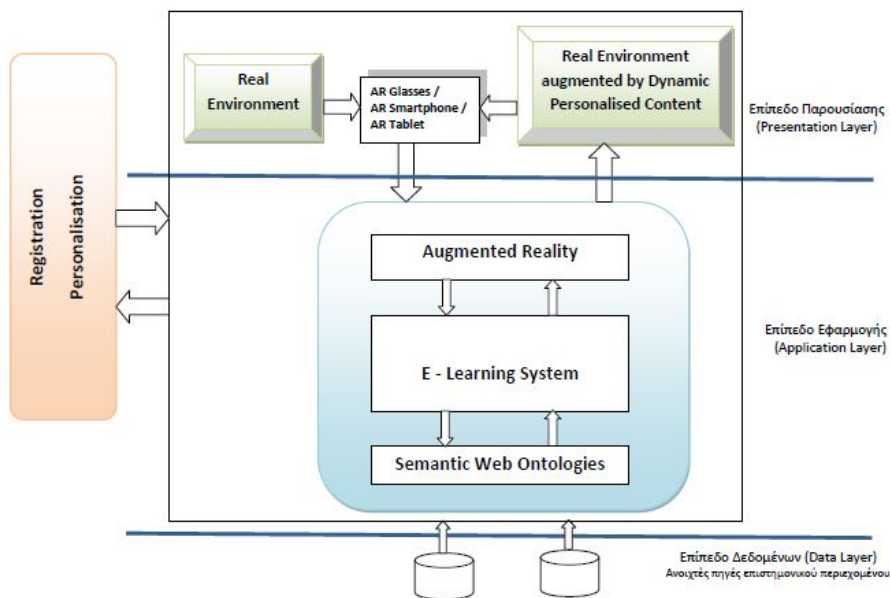 Real
Environment
AR Glasses /
AR Smartphone /
AR Tablet
Real Environment
augmented by Dynamic
Personalised Content
Επίπεδο Παρουσίασης
(Presentation Layer)
Registration
Personalisation
Augmented Reality
E - Learning System
Semantic Web Ontologies
Επίπεδο Εφαρμογής
(Application Layer)
Επίπεδο Δεδομένων (Data Layer)
Ανοιχτές πηγές επιστημονικού περιεχομένου